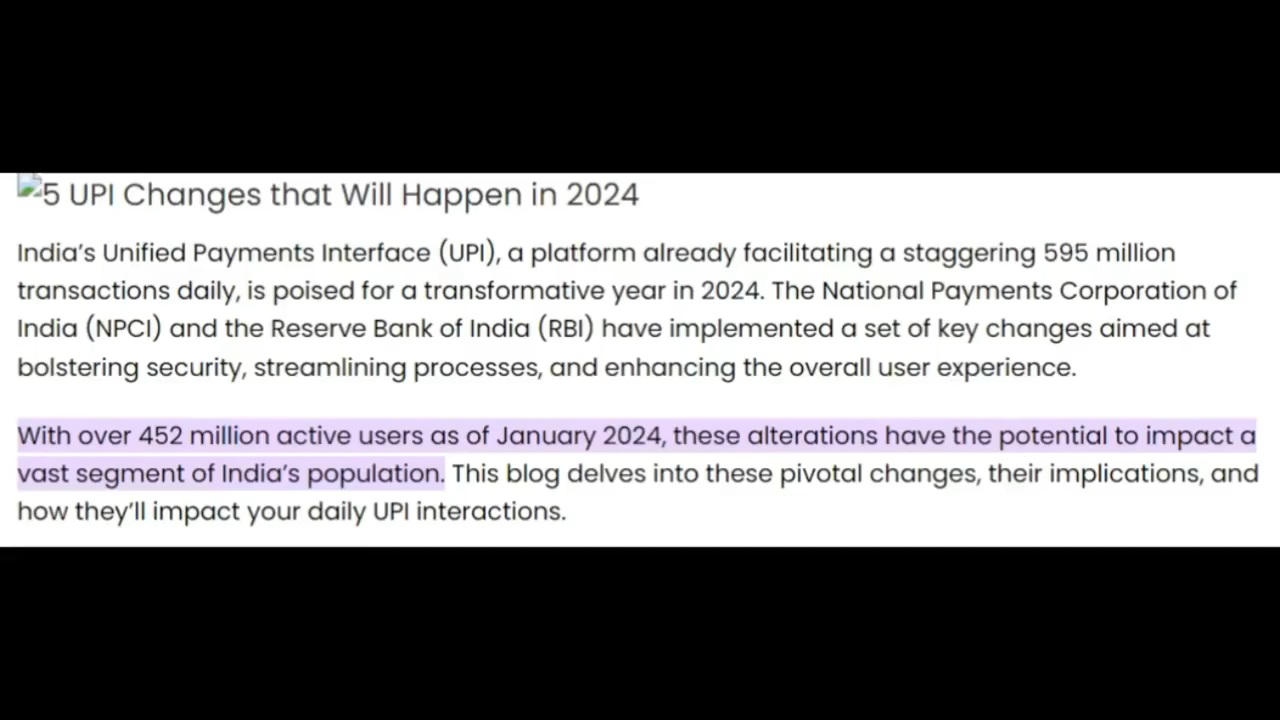 5 UPI Changes that Will Happen in 2024
India’s Unified Payments Interface (UPI), a platform already facilitating a staggering 595 million
transactions daily, is poised for a transformative year in 2024. The National Payments Corporation of
India (NPCI) and the Reserve Bank of India (RBI) have implemented a set of key changes aimed at
bolstering security, streamlining processes, and enhancing the overall user experience.
With over 452 million active users as of January 2024, these alterations have the potential to impact a
vast segment of India’s population. This blog delves into these pivotal changes, their implications, and
how they’ll impact your daily UPI interactions.